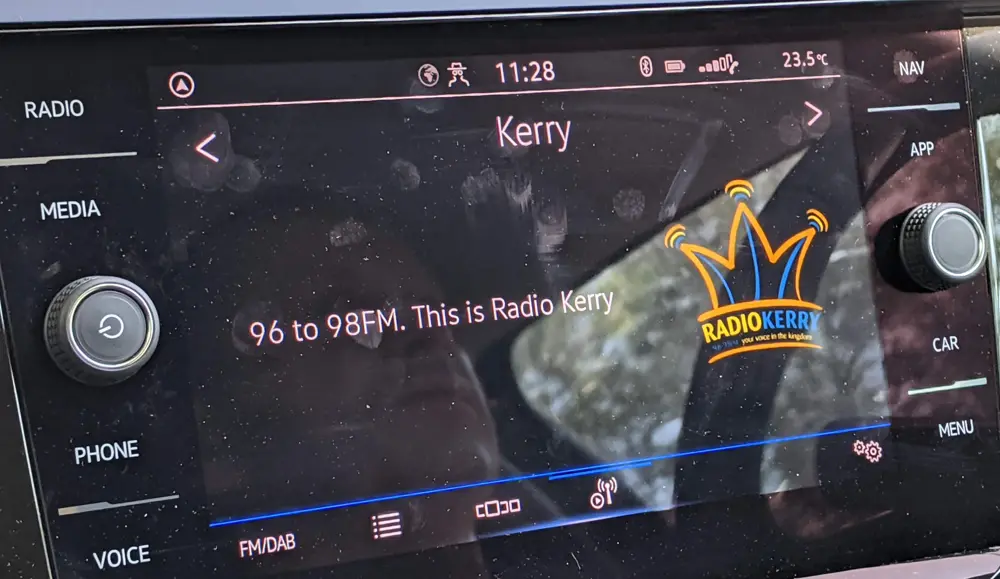 RADIO
MEDIA
PHONE
VOICE
11:28
23.5°C
Kerry
96 to 98FM. This is Radio Kerry
RADIOKERRY
your voice in the kingdom
FM/DAB
NAV
APP
CAR
MENU